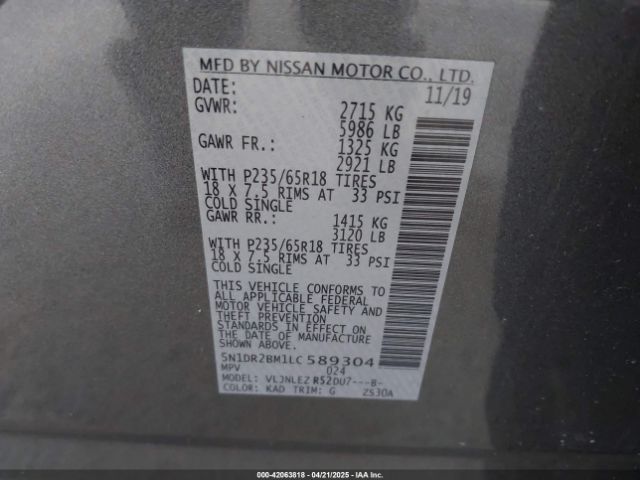 MFD BY NISSAN MOTOR CO., LTD.
DATE: 11/19
GVWR: 2715 KG
5986 LB
GAWR FR.: 1325 KG
2921 LB
WITH P235/65R18 TIRES
18 X 7.5 RIMS AT 33 PSI
COLD SINGLE
GAWR RR.: 1415 KG
3120 LB
WITH P235/65R18 TIRES
18 X 7.5 RIMS AT 33 PSI
COLD SINGLE
THIS VEHICLE CONFORMS TO
ALL APPLICABLE FEDERAL
MOTOR VEHICLE SAFETY AND
THEFT PREVENTION
STANDARDS IN EFFECT ON
THE DATE OF MANUFACTURE
SHOWN ABOVE.
5N1DR2BM1LC589304
MPV 024
MODEL: VLJNLEZ R52DU7---B-
COLOR: KAD TRIM: G ZS30A
000-42063818 - 04/21/2025 - IAAI.COM